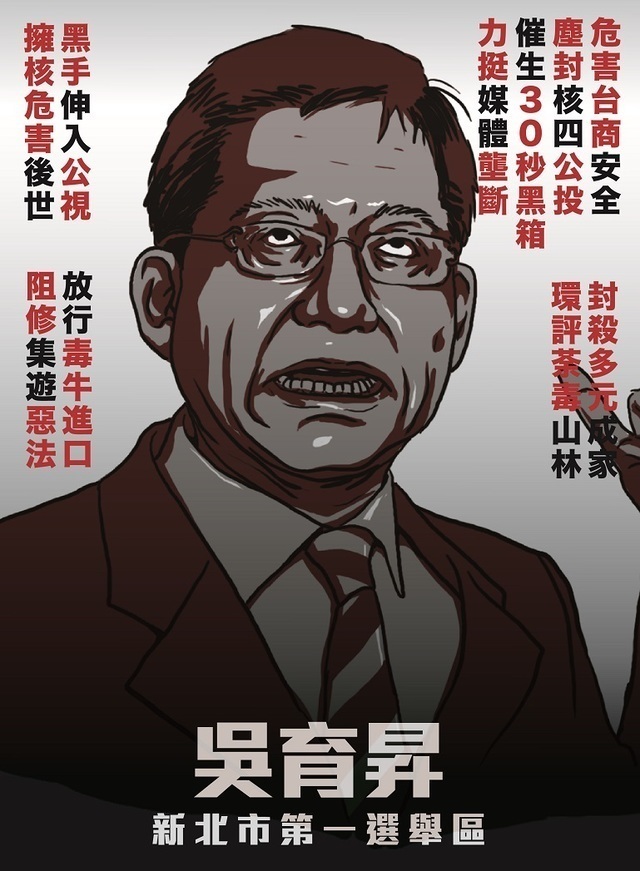 危害台商安全
塵封核四公投
催生30秒黑箱
力挺媒體壟斷
黑手伸入公視
擁核危害後世
封殺多元成家
環評荼毒山林
放行毒牛進口
阻修集遊惡法
吳育昇
新北市第一選舉區